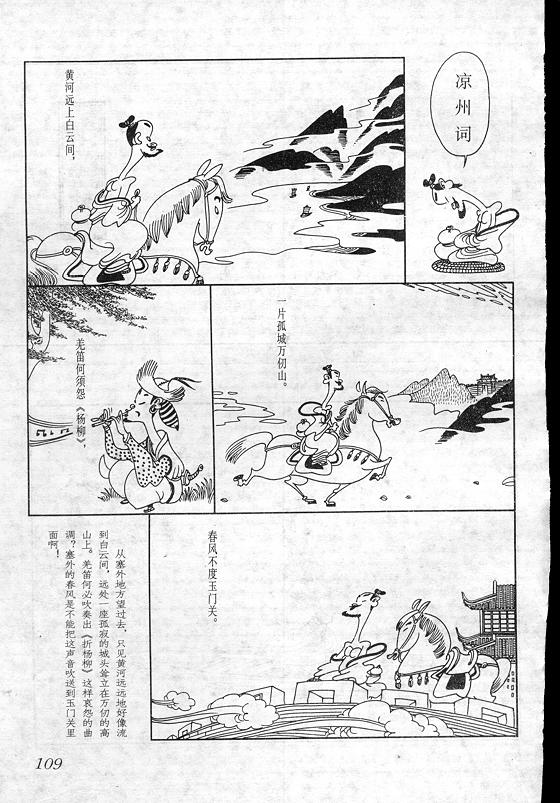 凉州词
黄河远上白云间，
一片孤城万仞山。
羌笛何须怨《杨柳》，
春风不度玉门关。
从塞外地方望过去，只见黄河远远地好像流
到白云间，远处一座孤寂的城头耸立在万仞的高
山上。羌笛何必吹奏出《折杨柳》这样哀怨的曲
调？塞外的春风是不能把这声音吹送到玉门关里
面啊！
109